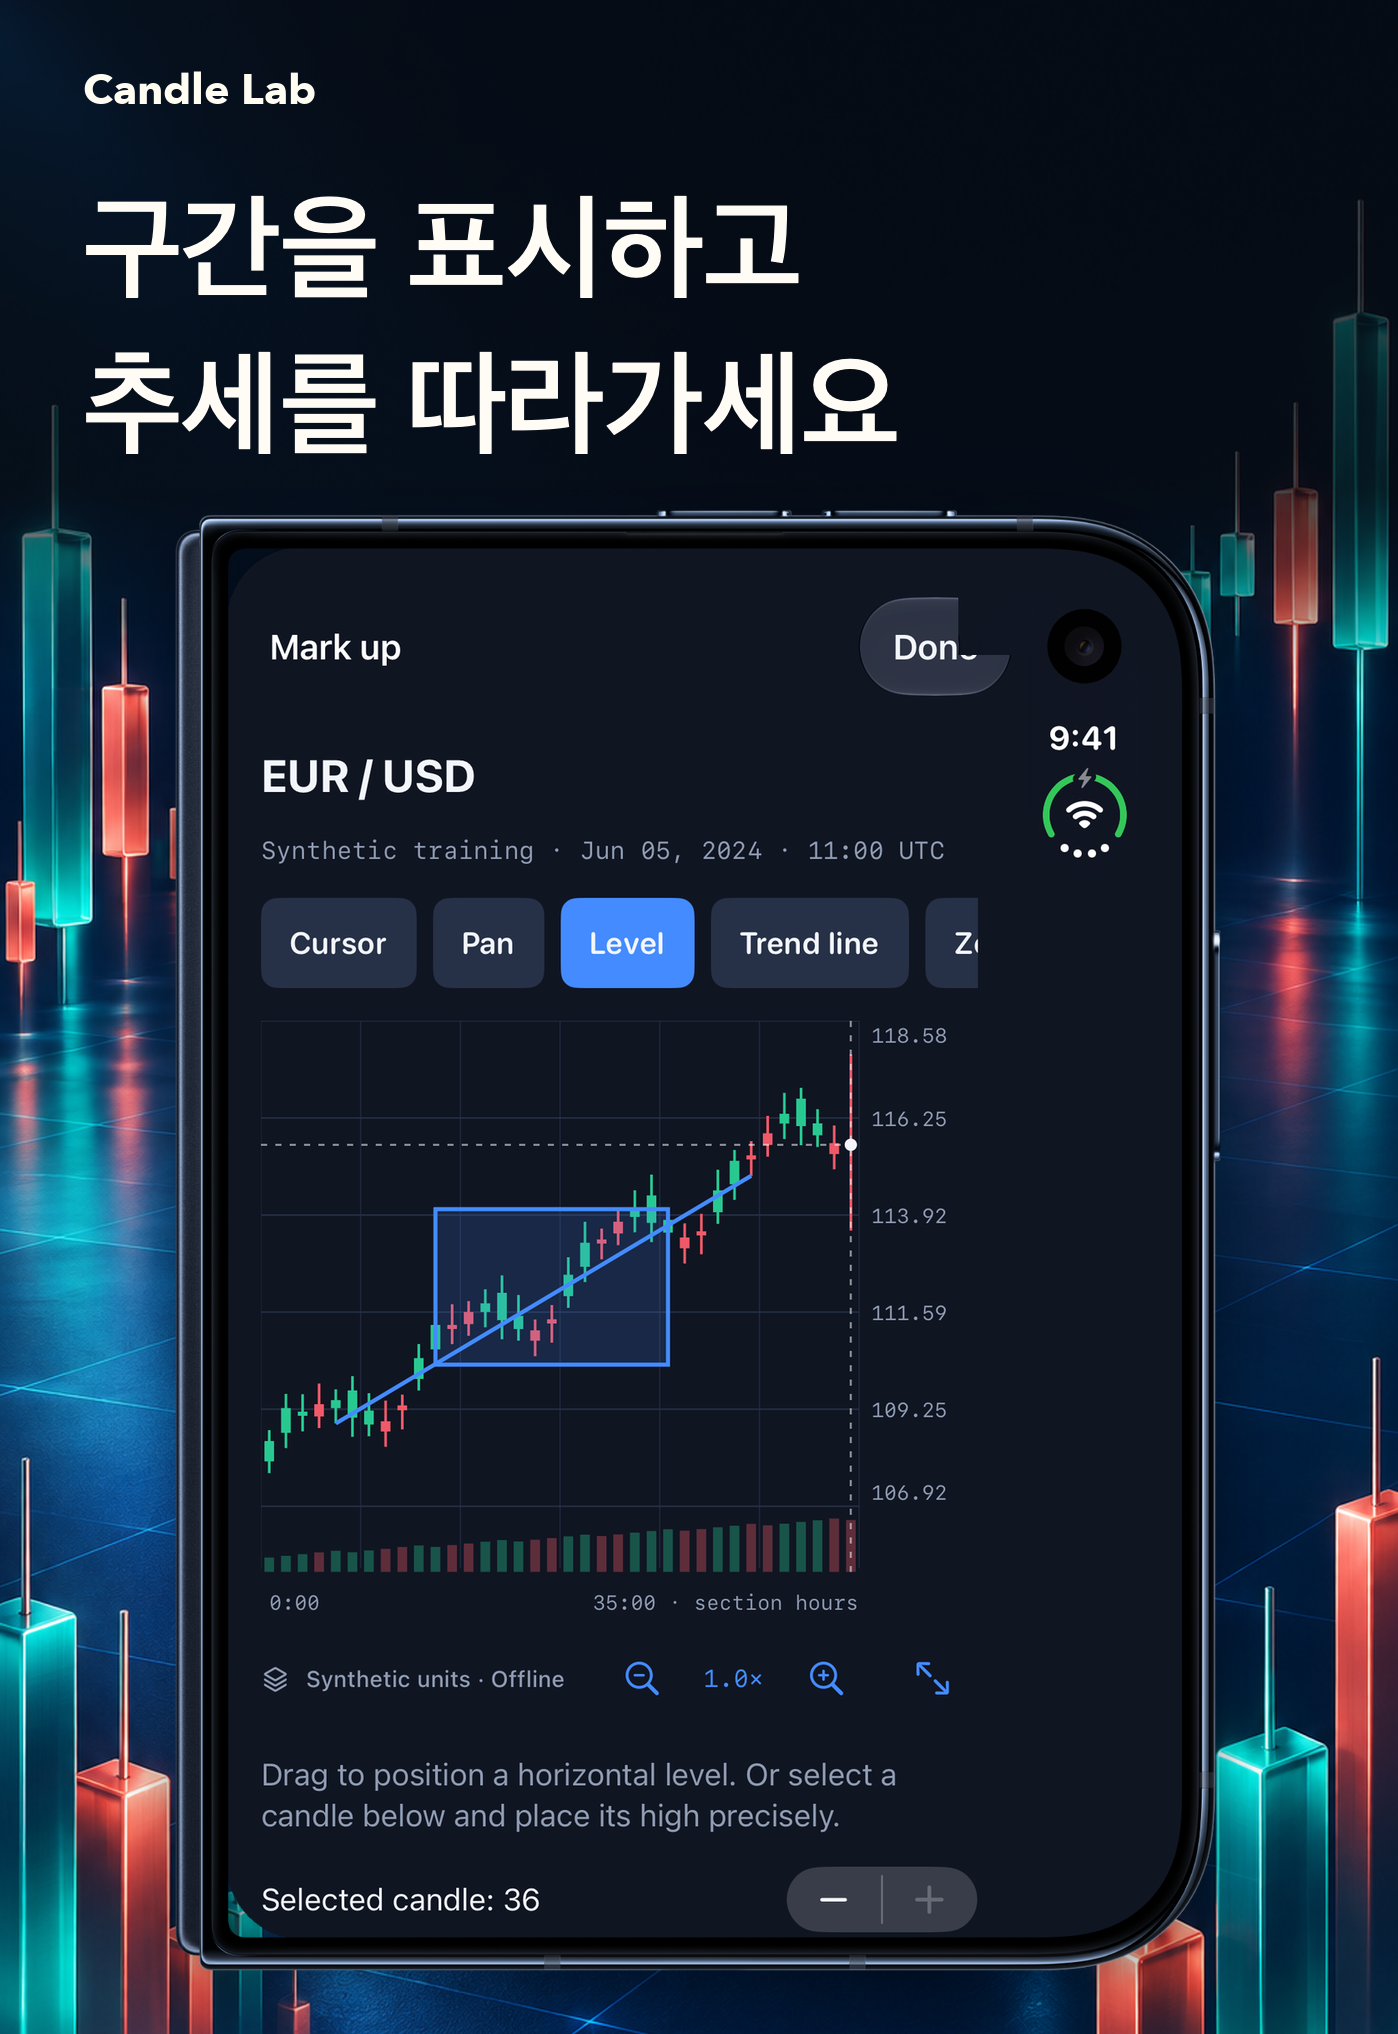 Candle Lab
구간을 표시하고
추세를 따라가세요
Mark up
9:41
EUR / USD
Synthetic training · Jun 05, 2024 · 11:00 UTC
Cursor Pan Level Trend line
118.58
116.25
113.92
111.59
109.25
106.92
0:00 35:00 · section hours
Synthetic units · Offline 1.0×
Drag to position a horizontal level. Or select a
candle below and place its high precisely.
Selected candle: 36